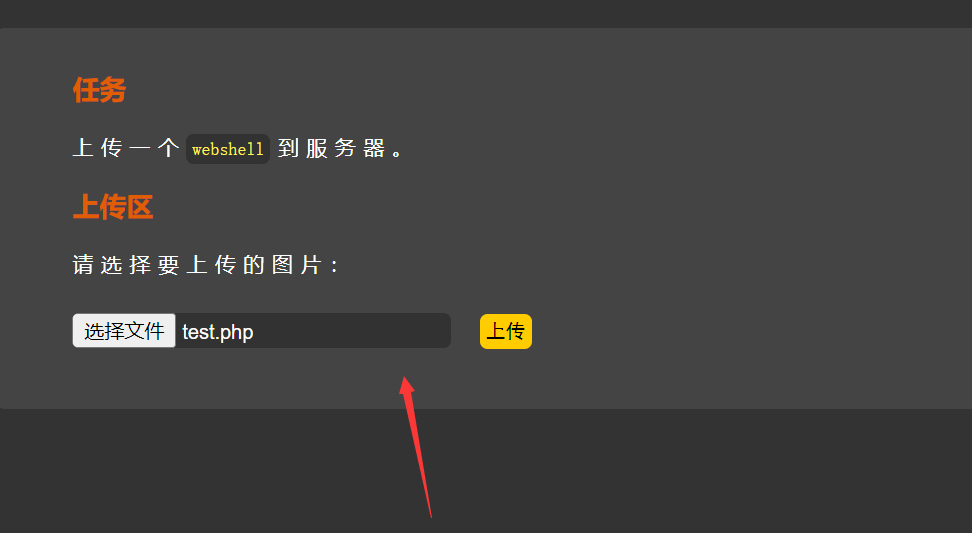 任务
上传一个 webshell 到服务器。
上传区
请选择要上传的图片：
选择文件 test.php 上传